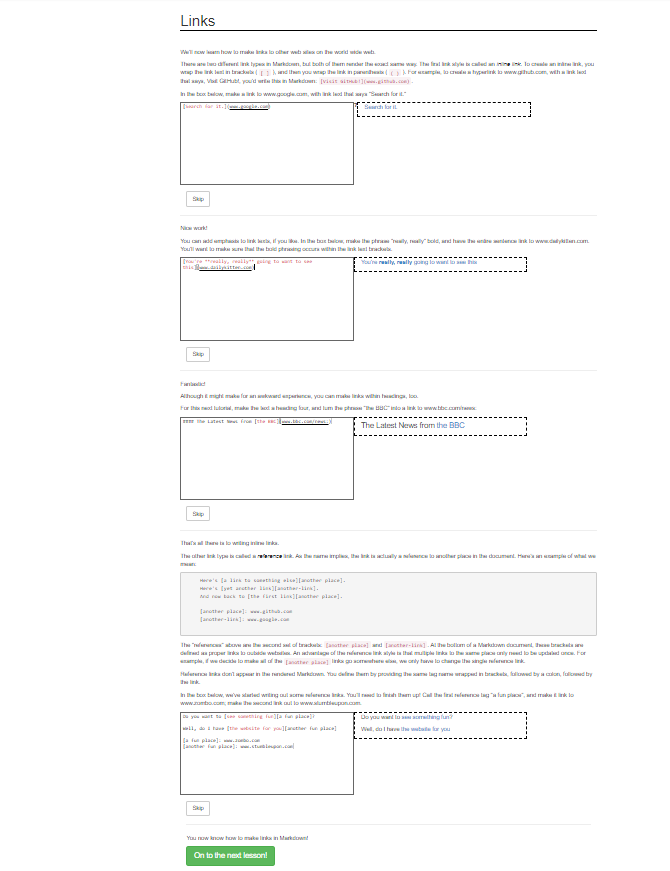 Links
We'll now learn how to make links to other web sites on the world wide web.
There are two different link types in Markdown, but both of them render the exact same way. The first link style is called an inline link. To create an inline link, you
wrap the link text in brackets ( [ ] ), and then you wrap the link in parenthesis ( ( ) ). For example, to create a hyperlink to www.github.com, with a link text
that says, Visit GitHub!, you'd write this in Markdown: [Visit GitHub!](www.github.com) .
In the box below, make a link to www.google.com, with link text that says "Search for it."
[Search for it.](www.google.com)
Search for it.
Skip
Nice work!
You can add emphasis to link texts, if you like. In the box below, make the phrase "really, really" bold, and have the entire sentence link to www.dailykitten.com.
You'll want to make sure that the bold phrasing occurs within the link text brackets.
[You're **really, really** going to want to see
this](www.dailykitten.com)
You're really, really going to want to see this
Skip
Fantastic!
Although it might make for an awkward experience, you can make links within headings, too.
For this next tutorial, make the text a heading four, and turn the phrase "the BBC" into a link to www.bbc.com/news:
#### The Latest News from [the BBC](www.bbc.com/news:)
The Latest News from the BBC
Skip
That's all there is to writing inline links.
The other link type is called a reference link. As the name implies, the link is actually a reference to another place in the document. Here's an example of what we
mean:
Here's [a link to something else][another place].
Here's [yet another link][another-link].
And now back to [the first link][another place].
[another place]: www.github.com
[another-link]: www.google.com
The "references" above are the second set of brackets: [another place] and [another-link] . At the bottom of a Markdown document, these brackets are
defined as proper links to outside websites. An advantage of the reference link style is that multiple links to the same place only need to be updated once. For
example, if we decide to make all of the [another place] links go somewhere else, we only have to change the single reference link.
Reference links don't appear in the rendered Markdown. You define them by providing the same tag name wrapped in brackets, followed by a colon, followed by
the link.
In the box below, we've started writing out some reference links. You'll need to finish them up! Call the first reference tag "a fun place", and make it link to
www.zombo.com; make the second link out to www.stumbleupon.com.
Do you want to [see something fun][a fun place]?
Well, do I have [the website for you][another fun place]
[a fun place]: www.zombo.com
[another fun place]: www.stumbleupon.com
Do you want to see something fun?
Well, do I have the website for you
Skip
You now know how to make links in Markdown!
On to the next lesson!